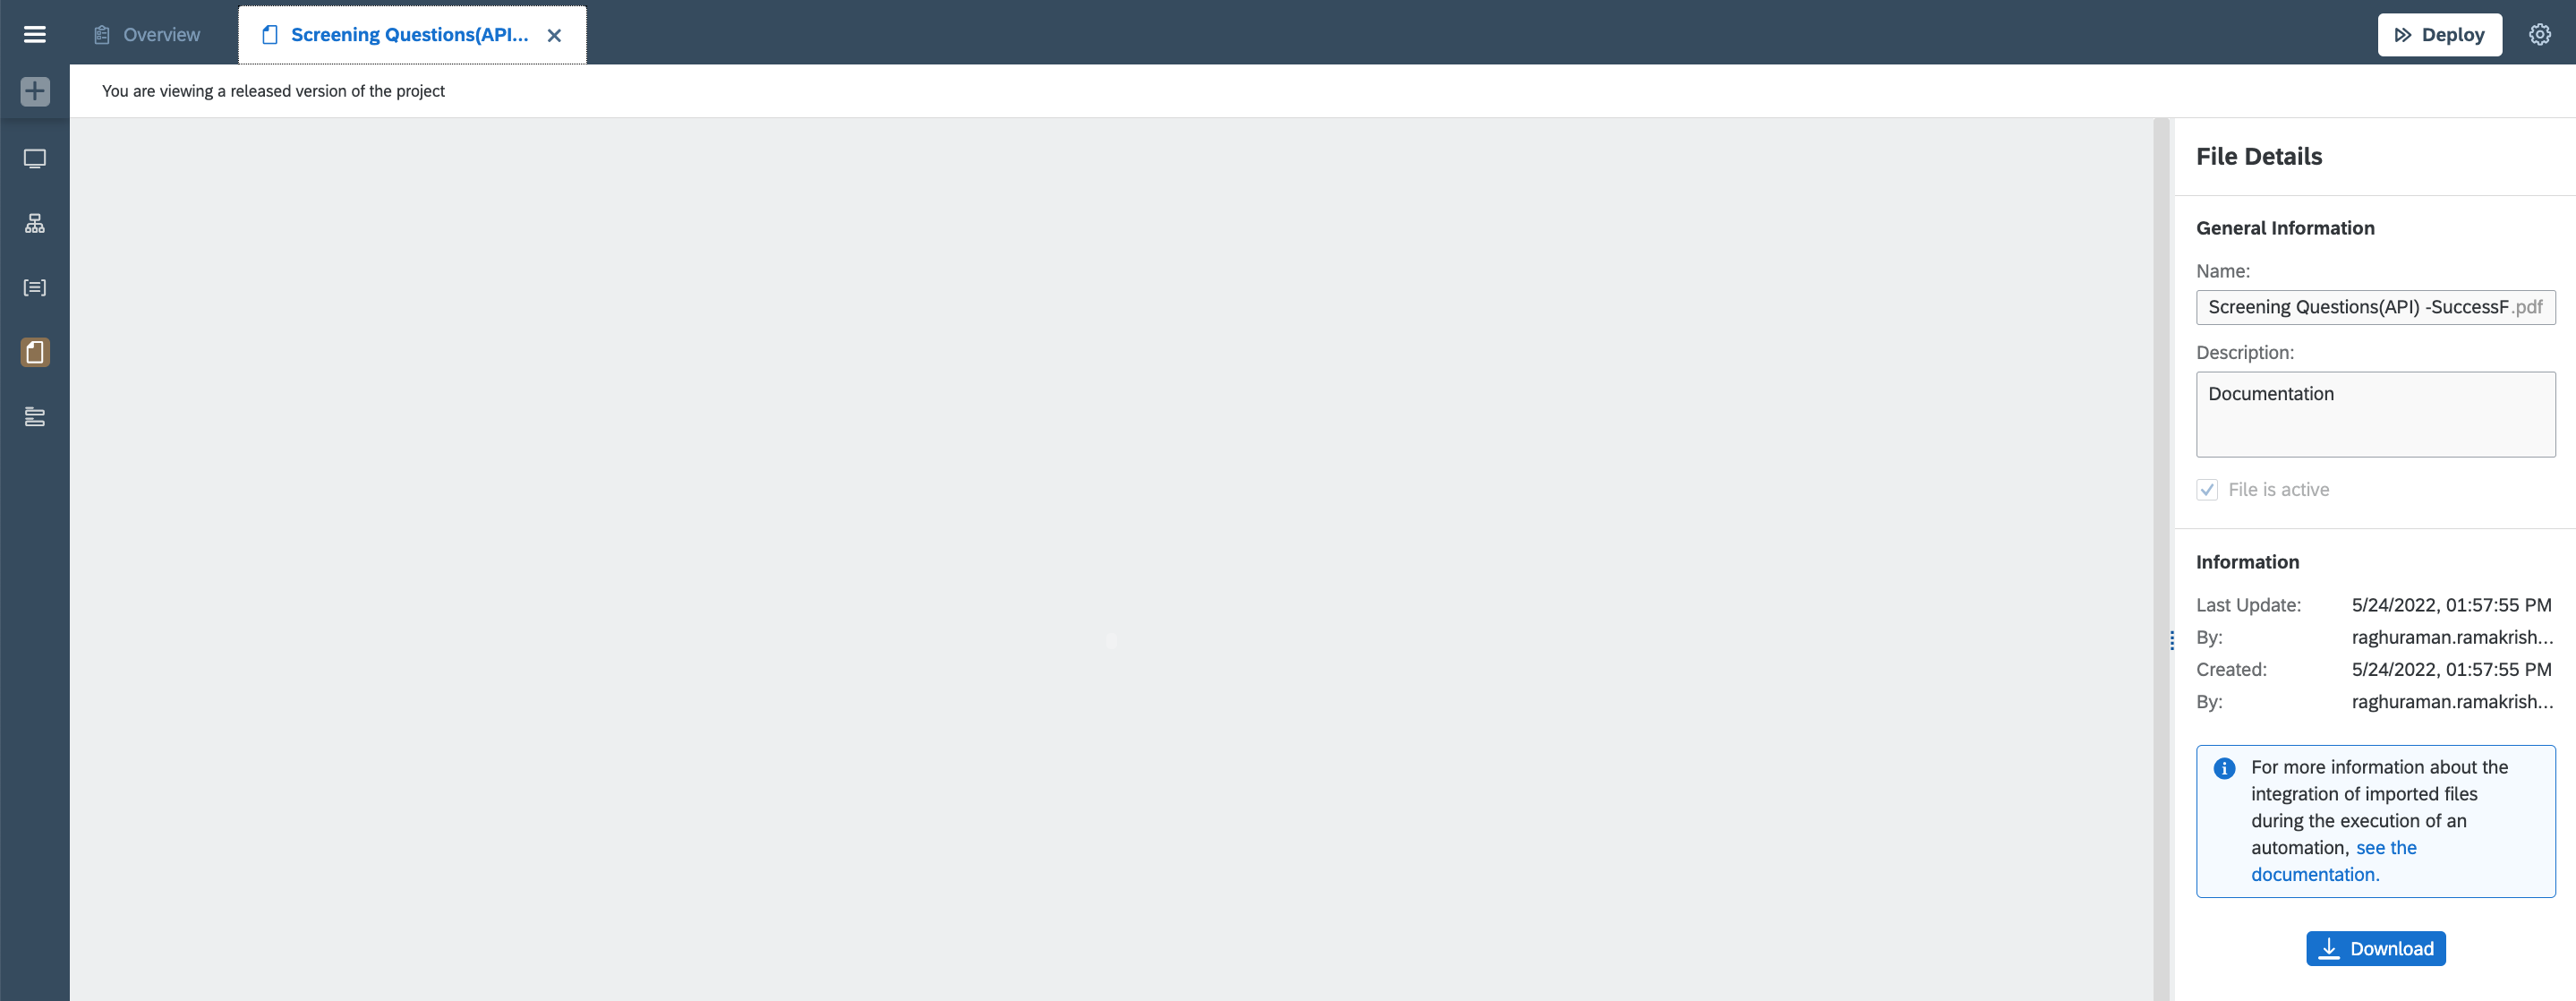 Overview
Screening Questions(API...
Deploy
You are viewing a released version of the project
File Details
General Information
Name:
Screening Questions(API) -SuccessF.pdf
Description:
Documentation
File is active
Information
Last Update: 5/24/2022, 01:57:55 PM
By: raghuraman.ramakrish...
Created: 5/24/2022, 01:57:55 PM
By: raghuraman.ramakrish...
For more information about the
integration of imported files
during the execution of an
automation, see the
documentation.
Download